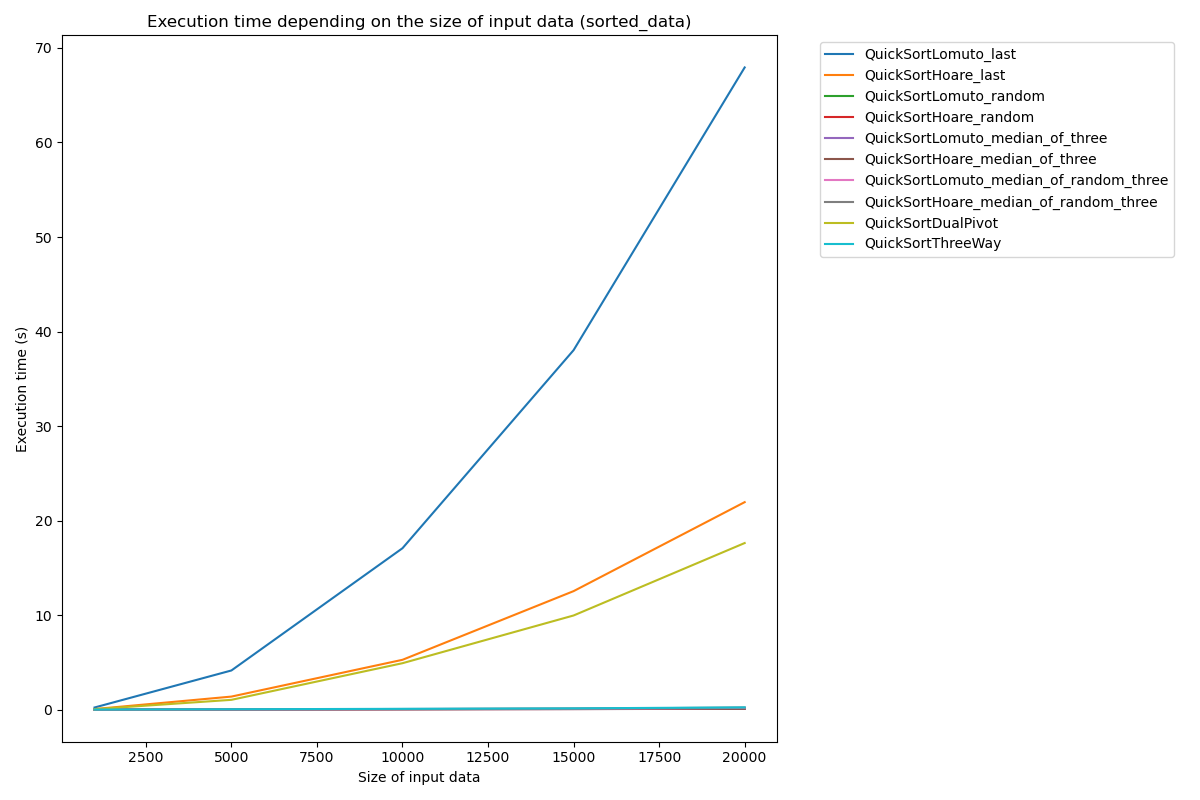 Execution time depending on the size of input data (sorted_data)
70
60
50
40
30
20
10
0
Execution time (s)
2500 5000 7500 10000 12500 15000 17500 20000
Size of input data
QuickSortLomuto_last
QuickSortHoare_last
QuickSortLomuto_random
QuickSortHoare_random
QuickSortLomuto_median_of_three
QuickSortHoare_median_of_three
QuickSortLomuto_median_of_random_three
QuickSortHoare_median_of_random_three
QuickSortDualPivot
QuickSortThreeWay